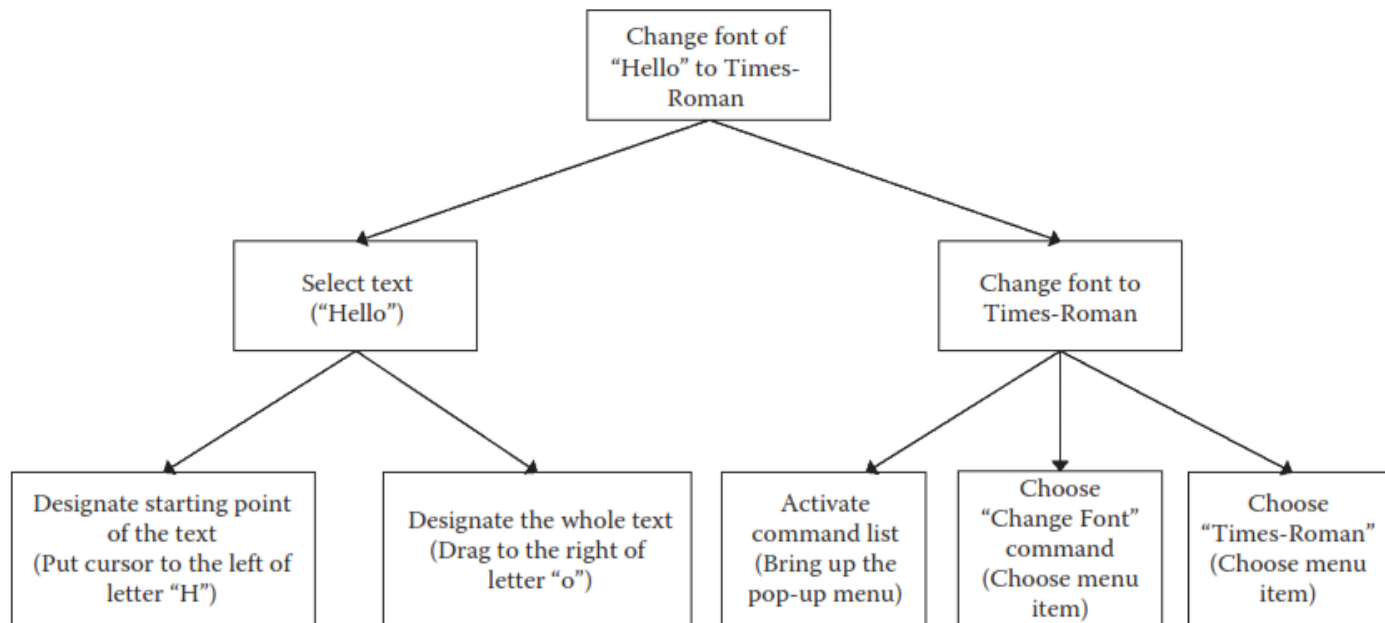 Change font of
“Hello” to Times-
Roman
Select text
(“Hello”)
Change font to
Times-Roman
Designate starting point
of the text
(Put cursor to the left of
letter “H”)
Designate the whole text
(Drag to the right of
letter “o”)
Activate
command list
(Bring up the
pop-up menu)
Choose
“Change Font”
command
(Choose menu
item)
Choose
“Times-Roman”
(Choose menu
item)